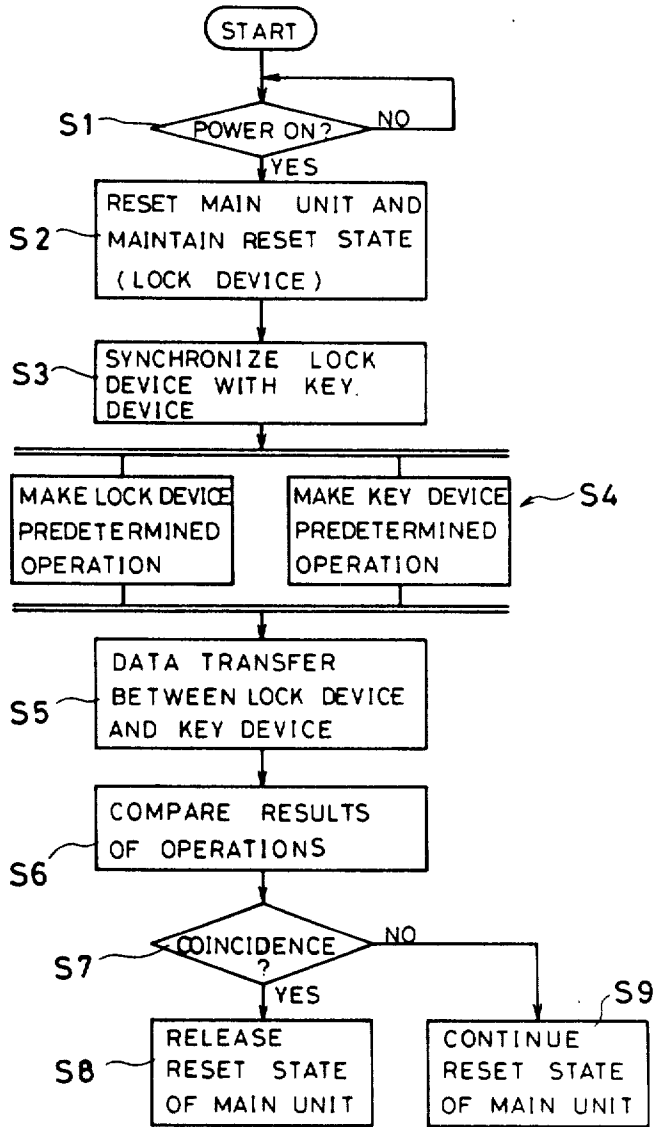 START
S1
POWER ON?
NO
YES
S2
RESET MAIN UNIT AND
MAINTAIN RESET STATE
(LOCK DEVICE)
S3
SYNCHRONIZE LOCK
DEVICE WITH KEY
DEVICE
MAKE LOCK DEVICE
PREDETERMINED
OPERATION
MAKE KEY DEVICE
PREDETERMINED
OPERATION
S4
S5
DATA TRANSFER
BETWEEN LOCK DEVICE
AND KEY DEVICE
S6
COMPARE RESULTS
OF OPERATIONS
S7
COINCIDENCE
?
NO
YES
S8
RELEASE
RESET STATE
OF MAIN UNIT
S9
CONTINUE
RESET STATE
OF MAIN UNIT